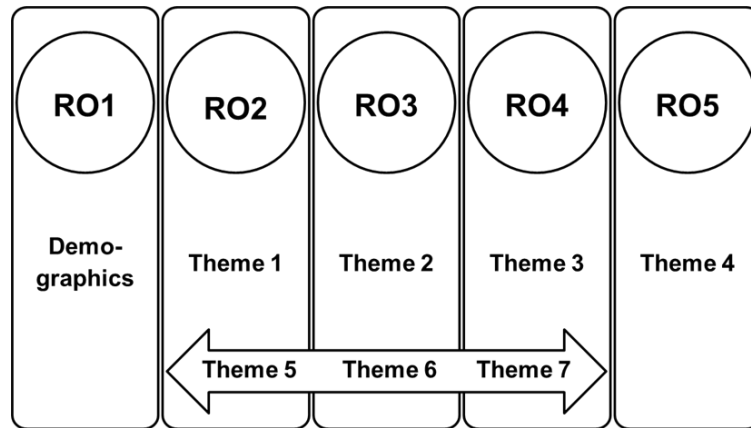 RO1
RO2
RO3
RO4
RO5
Demo-
graphics
Theme 1
Theme 2
Theme 3
Theme 4
Theme 5
Theme 6
Theme 7